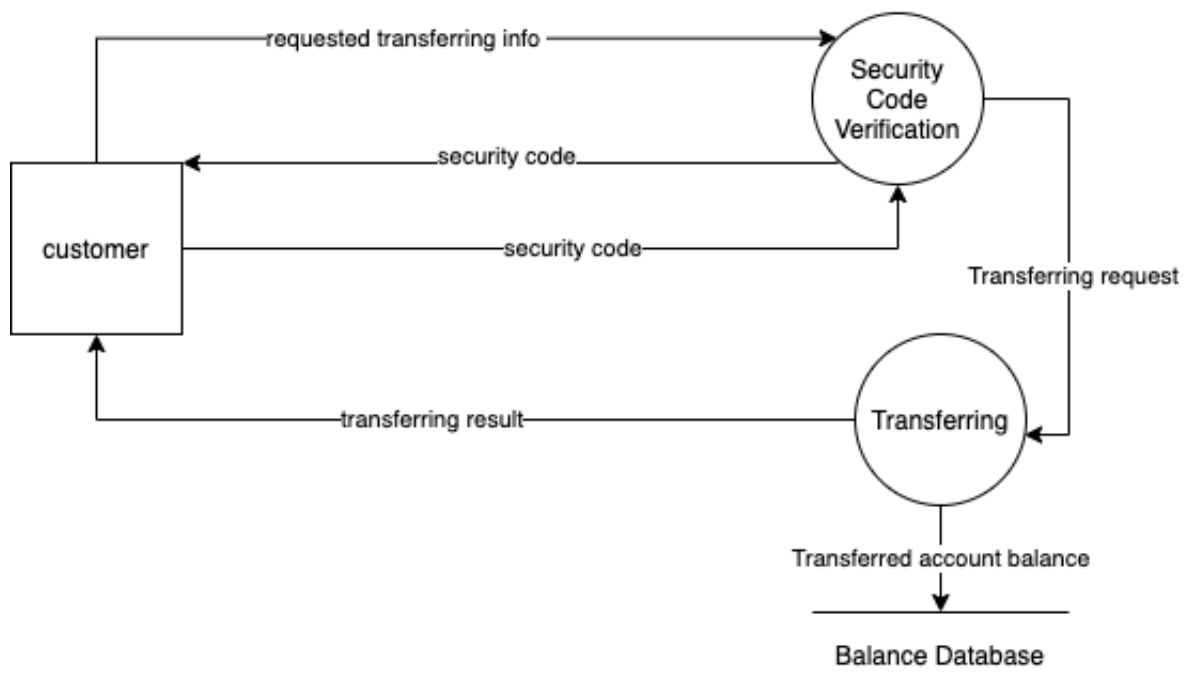 requested transferring info
Security
Code
Verification
security code
customer
security code
Transferring request
transferring result
Transferring
Transferred account balance
Balance Database